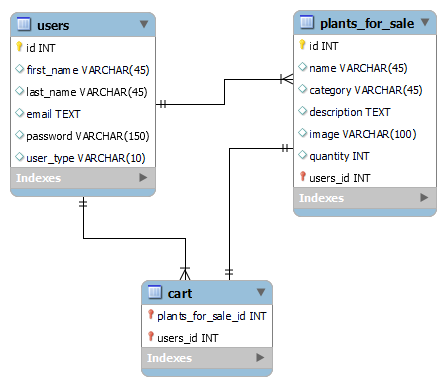 users
id INT
first_name VARCHAR(45)
last_name VARCHAR(45)
email TEXT
password VARCHAR(150)
user_type VARCHAR(10)
Indexes
plants_for_sale
id INT
name VARCHAR(45)
category VARCHAR(45)
description TEXT
image VARCHAR(100)
quantity INT
users_id INT
Indexes
cart
plants_for_sale_id INT
users_id INT
Indexes